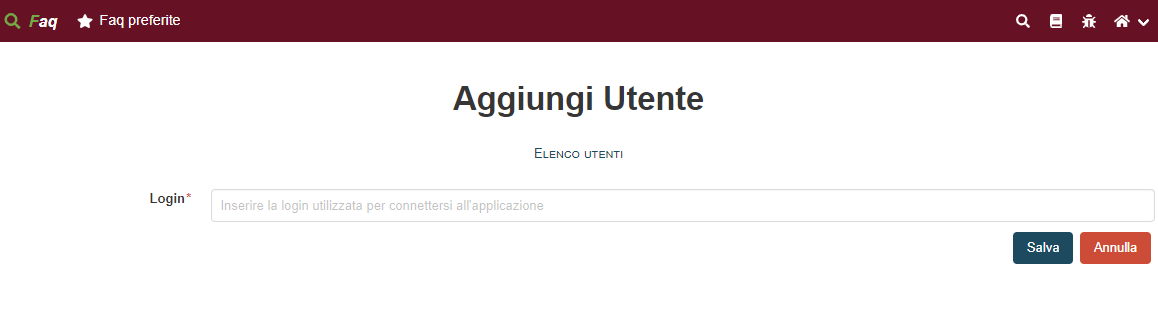 Faq Faq preferite
Aggiungi Utente
Elenco utenti
Login*
Inserire la login utilizzata per connettersi all'applicazione
Salva Annulla